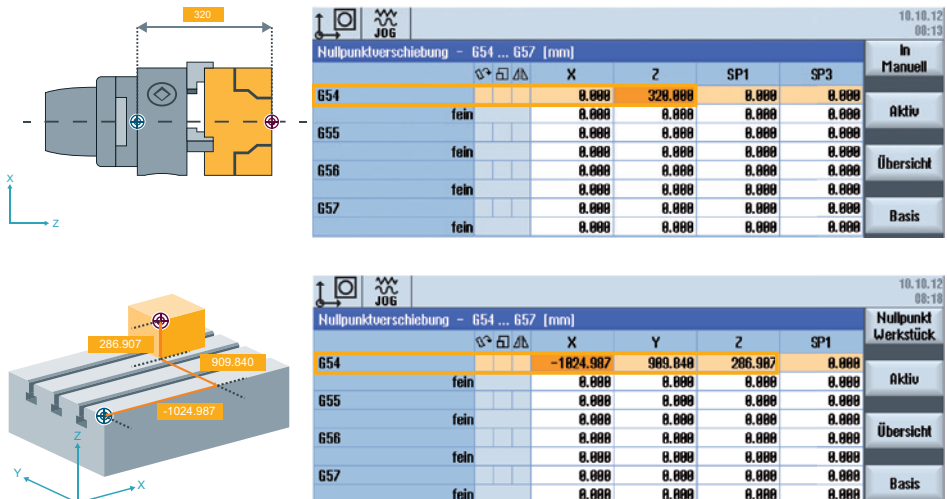 320
X
Z
JOG
10.10.12
08:13
Nullpunktverschiebung - G54 ... G57 [mm]
X Z SP1 SP3
G54 0.000 320.000 0.000 0.000
fein 0.000 0.000 0.000 0.000
G55 0.000 0.000 0.000 0.000
fein 0.000 0.000 0.000 0.000
G56 0.000 0.000 0.000 0.000
fein 0.000 0.000 0.000 0.000
G57 0.000 0.000 0.000 0.000
fein 0.000 0.000 0.000 0.000
In
Manuell
Aktiv
Übersicht
Basis
286.907
909.840
-1024.987
Z
Y
X
JOG
10.10.12
08:18
Nullpunktverschiebung - G54 ... G57 [mm]
X Y Z SP1
G54 -1024.987 909.840 286.907 0.000
fein 0.000 0.000 0.000 0.000
G55 0.000 0.000 0.000 0.000
fein 0.000 0.000 0.000 0.000
G56 0.000 0.000 0.000 0.000
fein 0.000 0.000 0.000 0.000
G57 0.000 0.000 0.000 0.000
fein 0.000 0.000 0.000 0.000
Nullpunkt
Werkstück
Aktiv
Übersicht
Basis